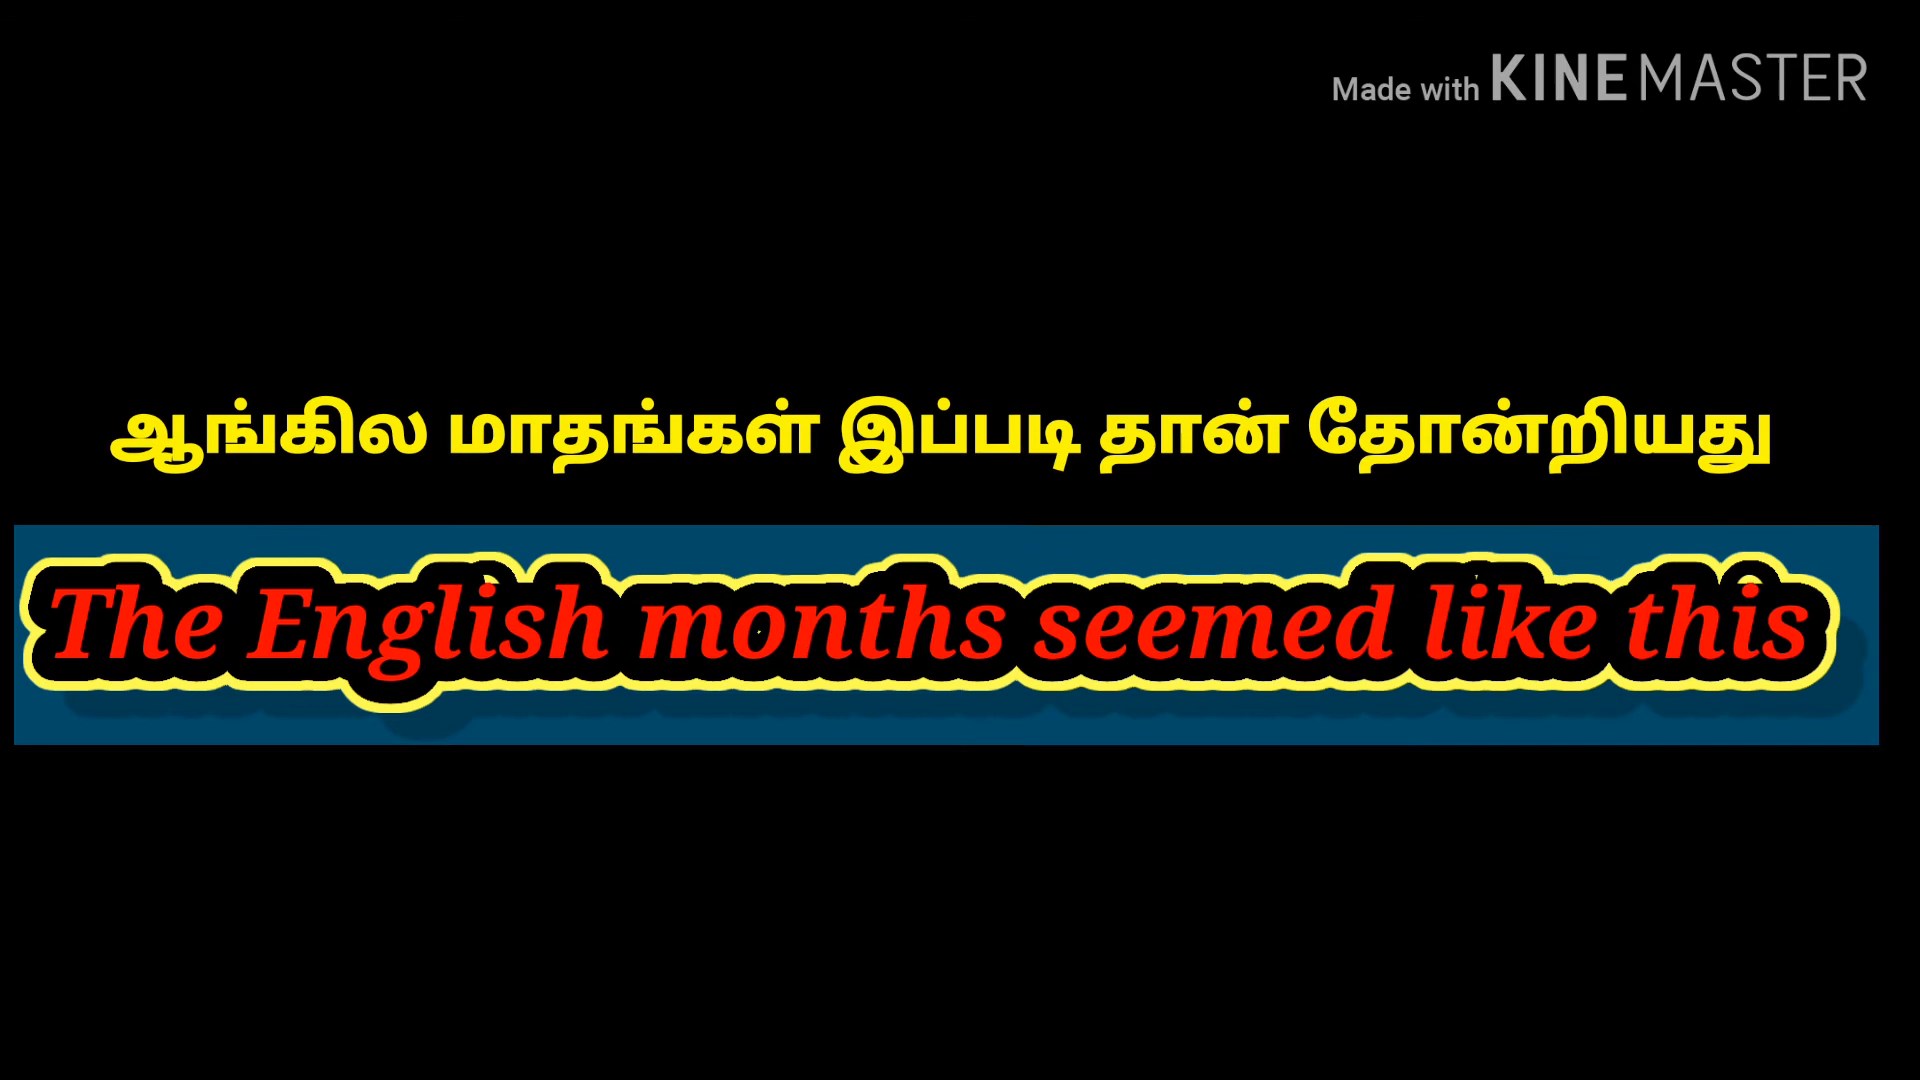 Made with KINEMASTER
ஆங்கில மாதங்கள் இப்படி தான் தோன்றியது
The English months seemed like this